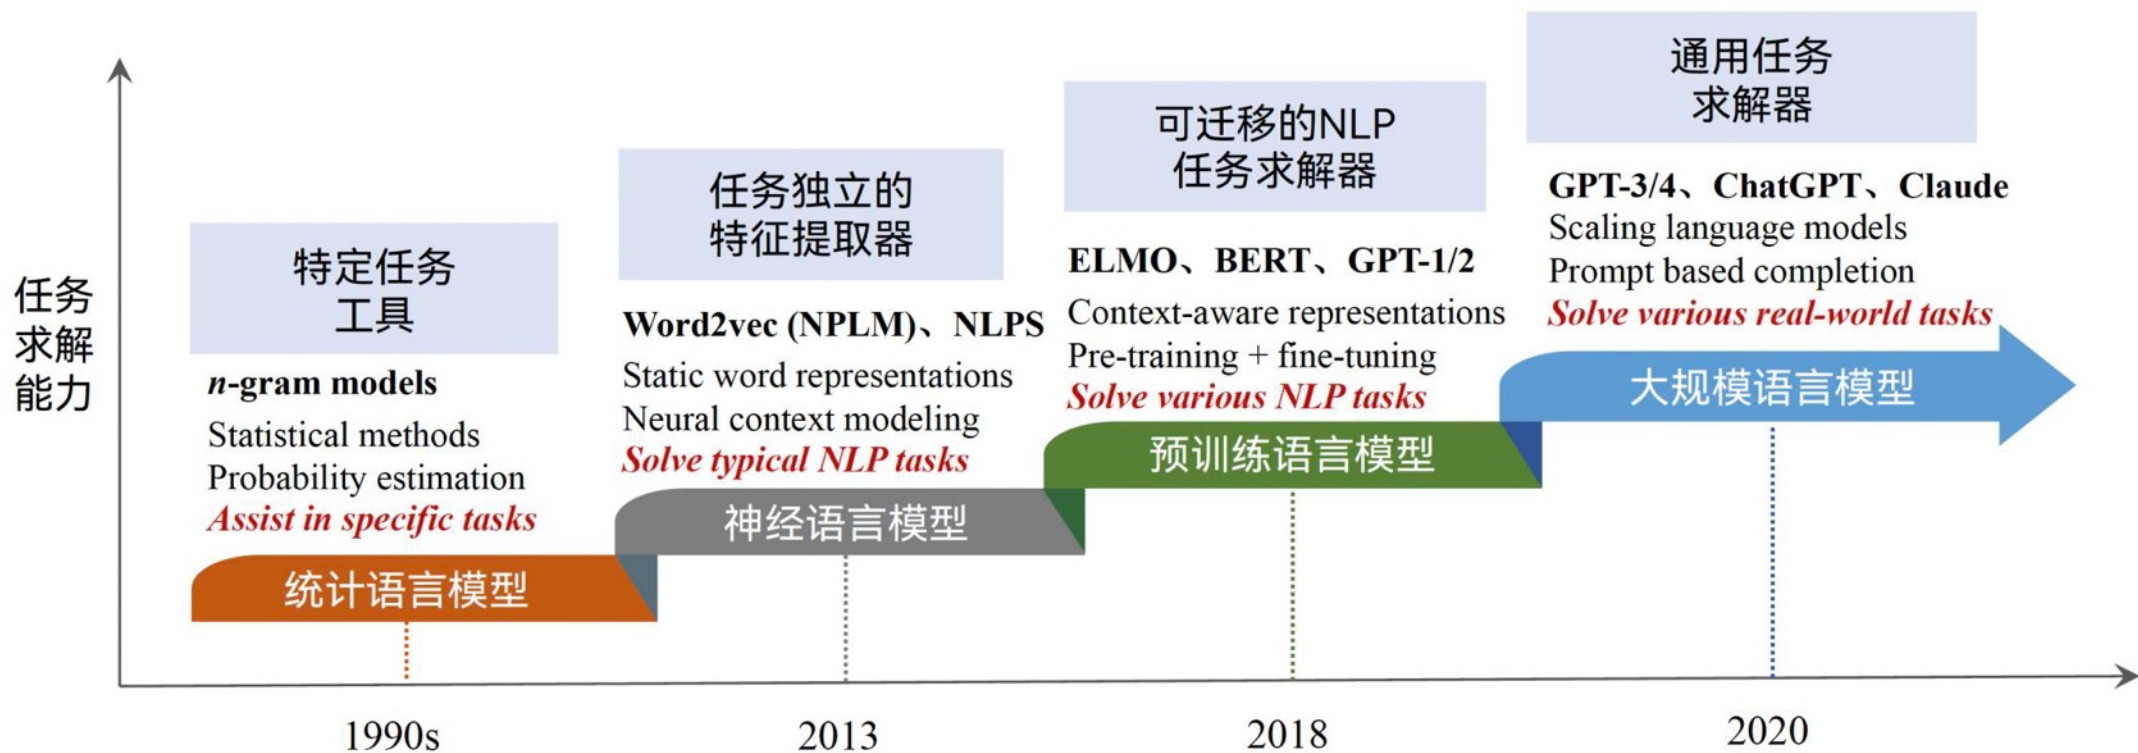 任务
求解
能力
特定任务
工具
n-gram models
Statistical methods
Probability estimation
Assist in specific tasks
统计语言模型
1990s
任务独立的
特征提取器
Word2vec (NPLM)、NLPS
Static word representations
Neural context modeling
Solve typical NLP tasks
神经语言模型
2013
可迁移的NLP
任务求解器
ELMO、BERT、GPT-1/2
Context-aware representations
Pre-training + fine-tuning
Solve various NLP tasks
预训练语言模型
2018
通用任务
求解器
GPT-3/4、ChatGPT、Claude
Scaling language models
Prompt based completion
Solve various real-world tasks
大规模语言模型
2020